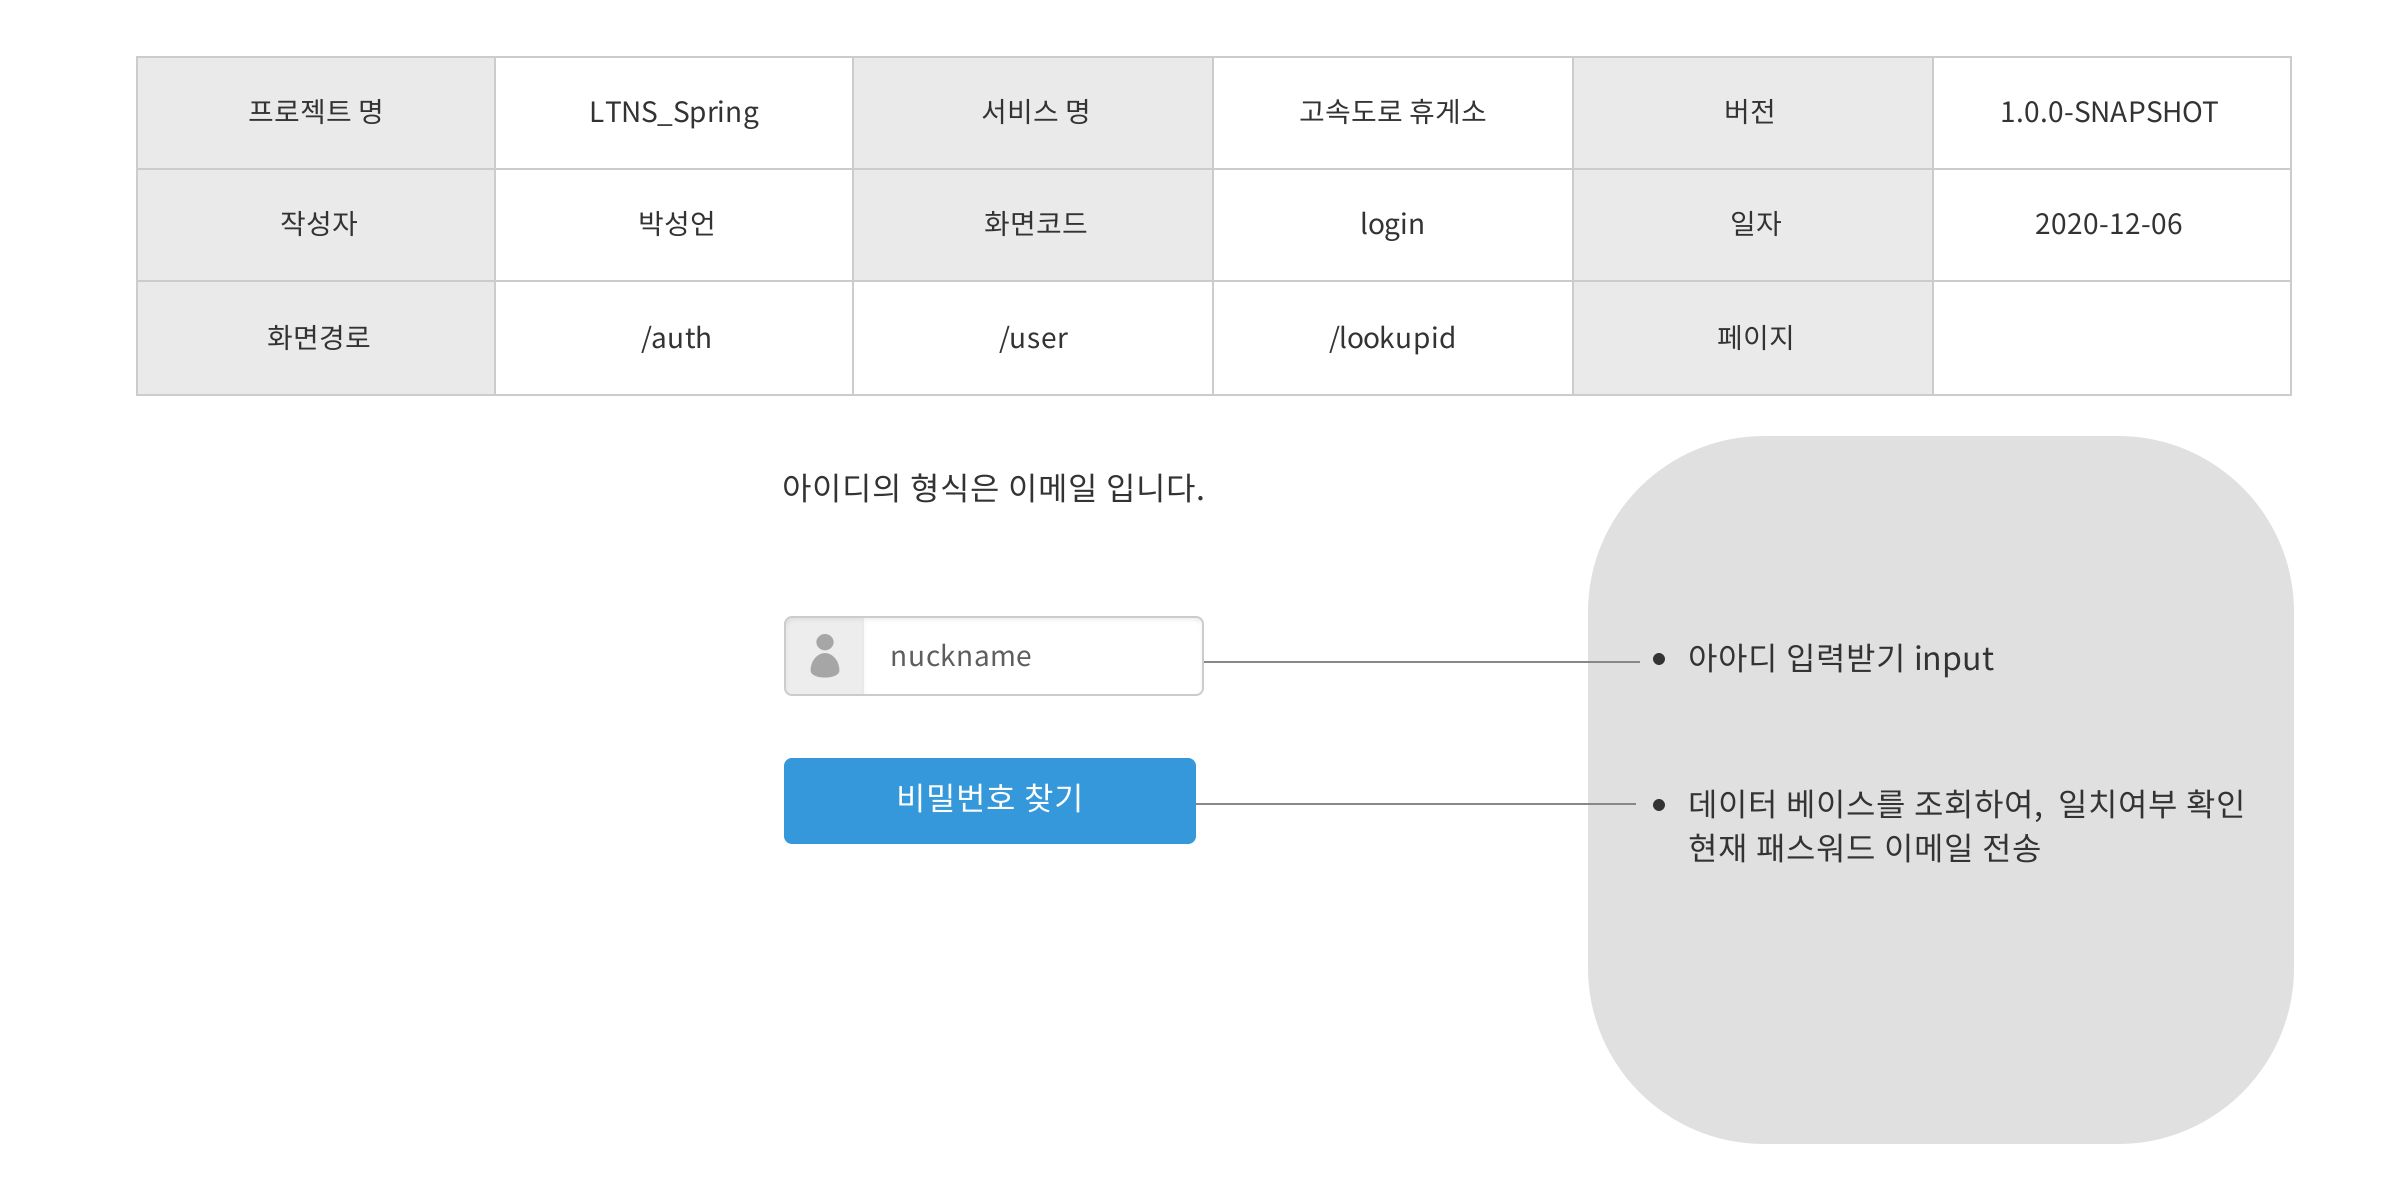 프로젝트 명 LTNS_Spring 서비스 명 고속도로 휴게소 버전 1.0.0-SNAPSHOT
작성자 박성언 화면코드 login 일자 2020-12-06
화면경로 /auth /user /lookupid 페이지
아이디의 형식은 이메일 입니다.
nuckname
아아디 입력받기 input
비밀번호 찾기
데이터 베이스를 조회하여, 일치여부 확인
현재 패스워드 이메일 전송